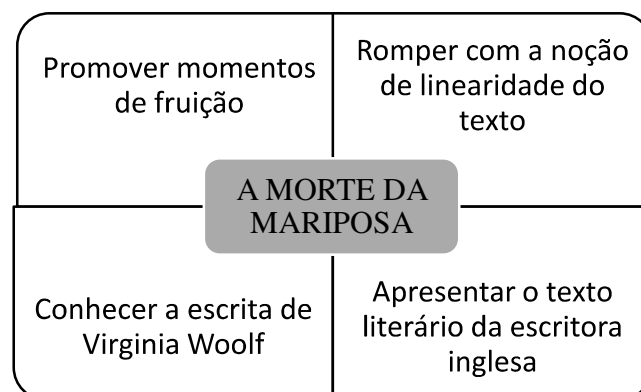 Promover momentos
de fruição
Romper com a noção
de linearidade do
texto
A MORTE DA
MARIPOSA
Conhecer a escrita de
Virginia Woolf
Apresentar o texto
literário da escritora
inglesa